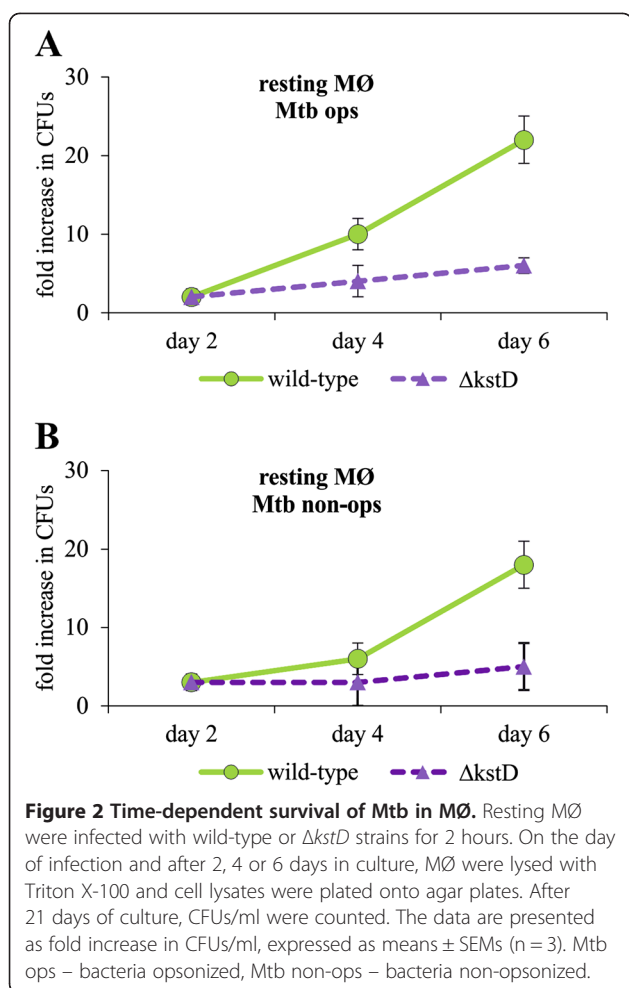 A
resting MØ
Mtb ops
fold increase in CFUs
30
20
10
0
day 2 day 4 day 6
wild-type ΔkstD
B
resting MØ
Mtb non-ops
fold increase in CFUs
30
20
10
0
day 2 day 4 day 6
wild-type ΔkstD
Figure 2 Time-dependent survival of Mtb in MØ. Resting MØ
were infected with wild-type or ΔkstD strains for 2 hours. On the day
of infection and after 2, 4 or 6 days in culture, MØ were lysed with
Triton X-100 and cell lysates were plated onto agar plates. After
21 days of culture, CFUs/ml were counted. The data are presented
as fold increase in CFUs/ml, expressed as means ± SEMs (n = 3). Mtb
ops – bacteria opsonized, Mtb non-ops – bacteria non-opsonized.